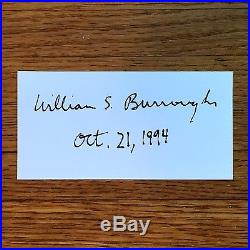 William S. Burroughs
Oct. 21, 1994